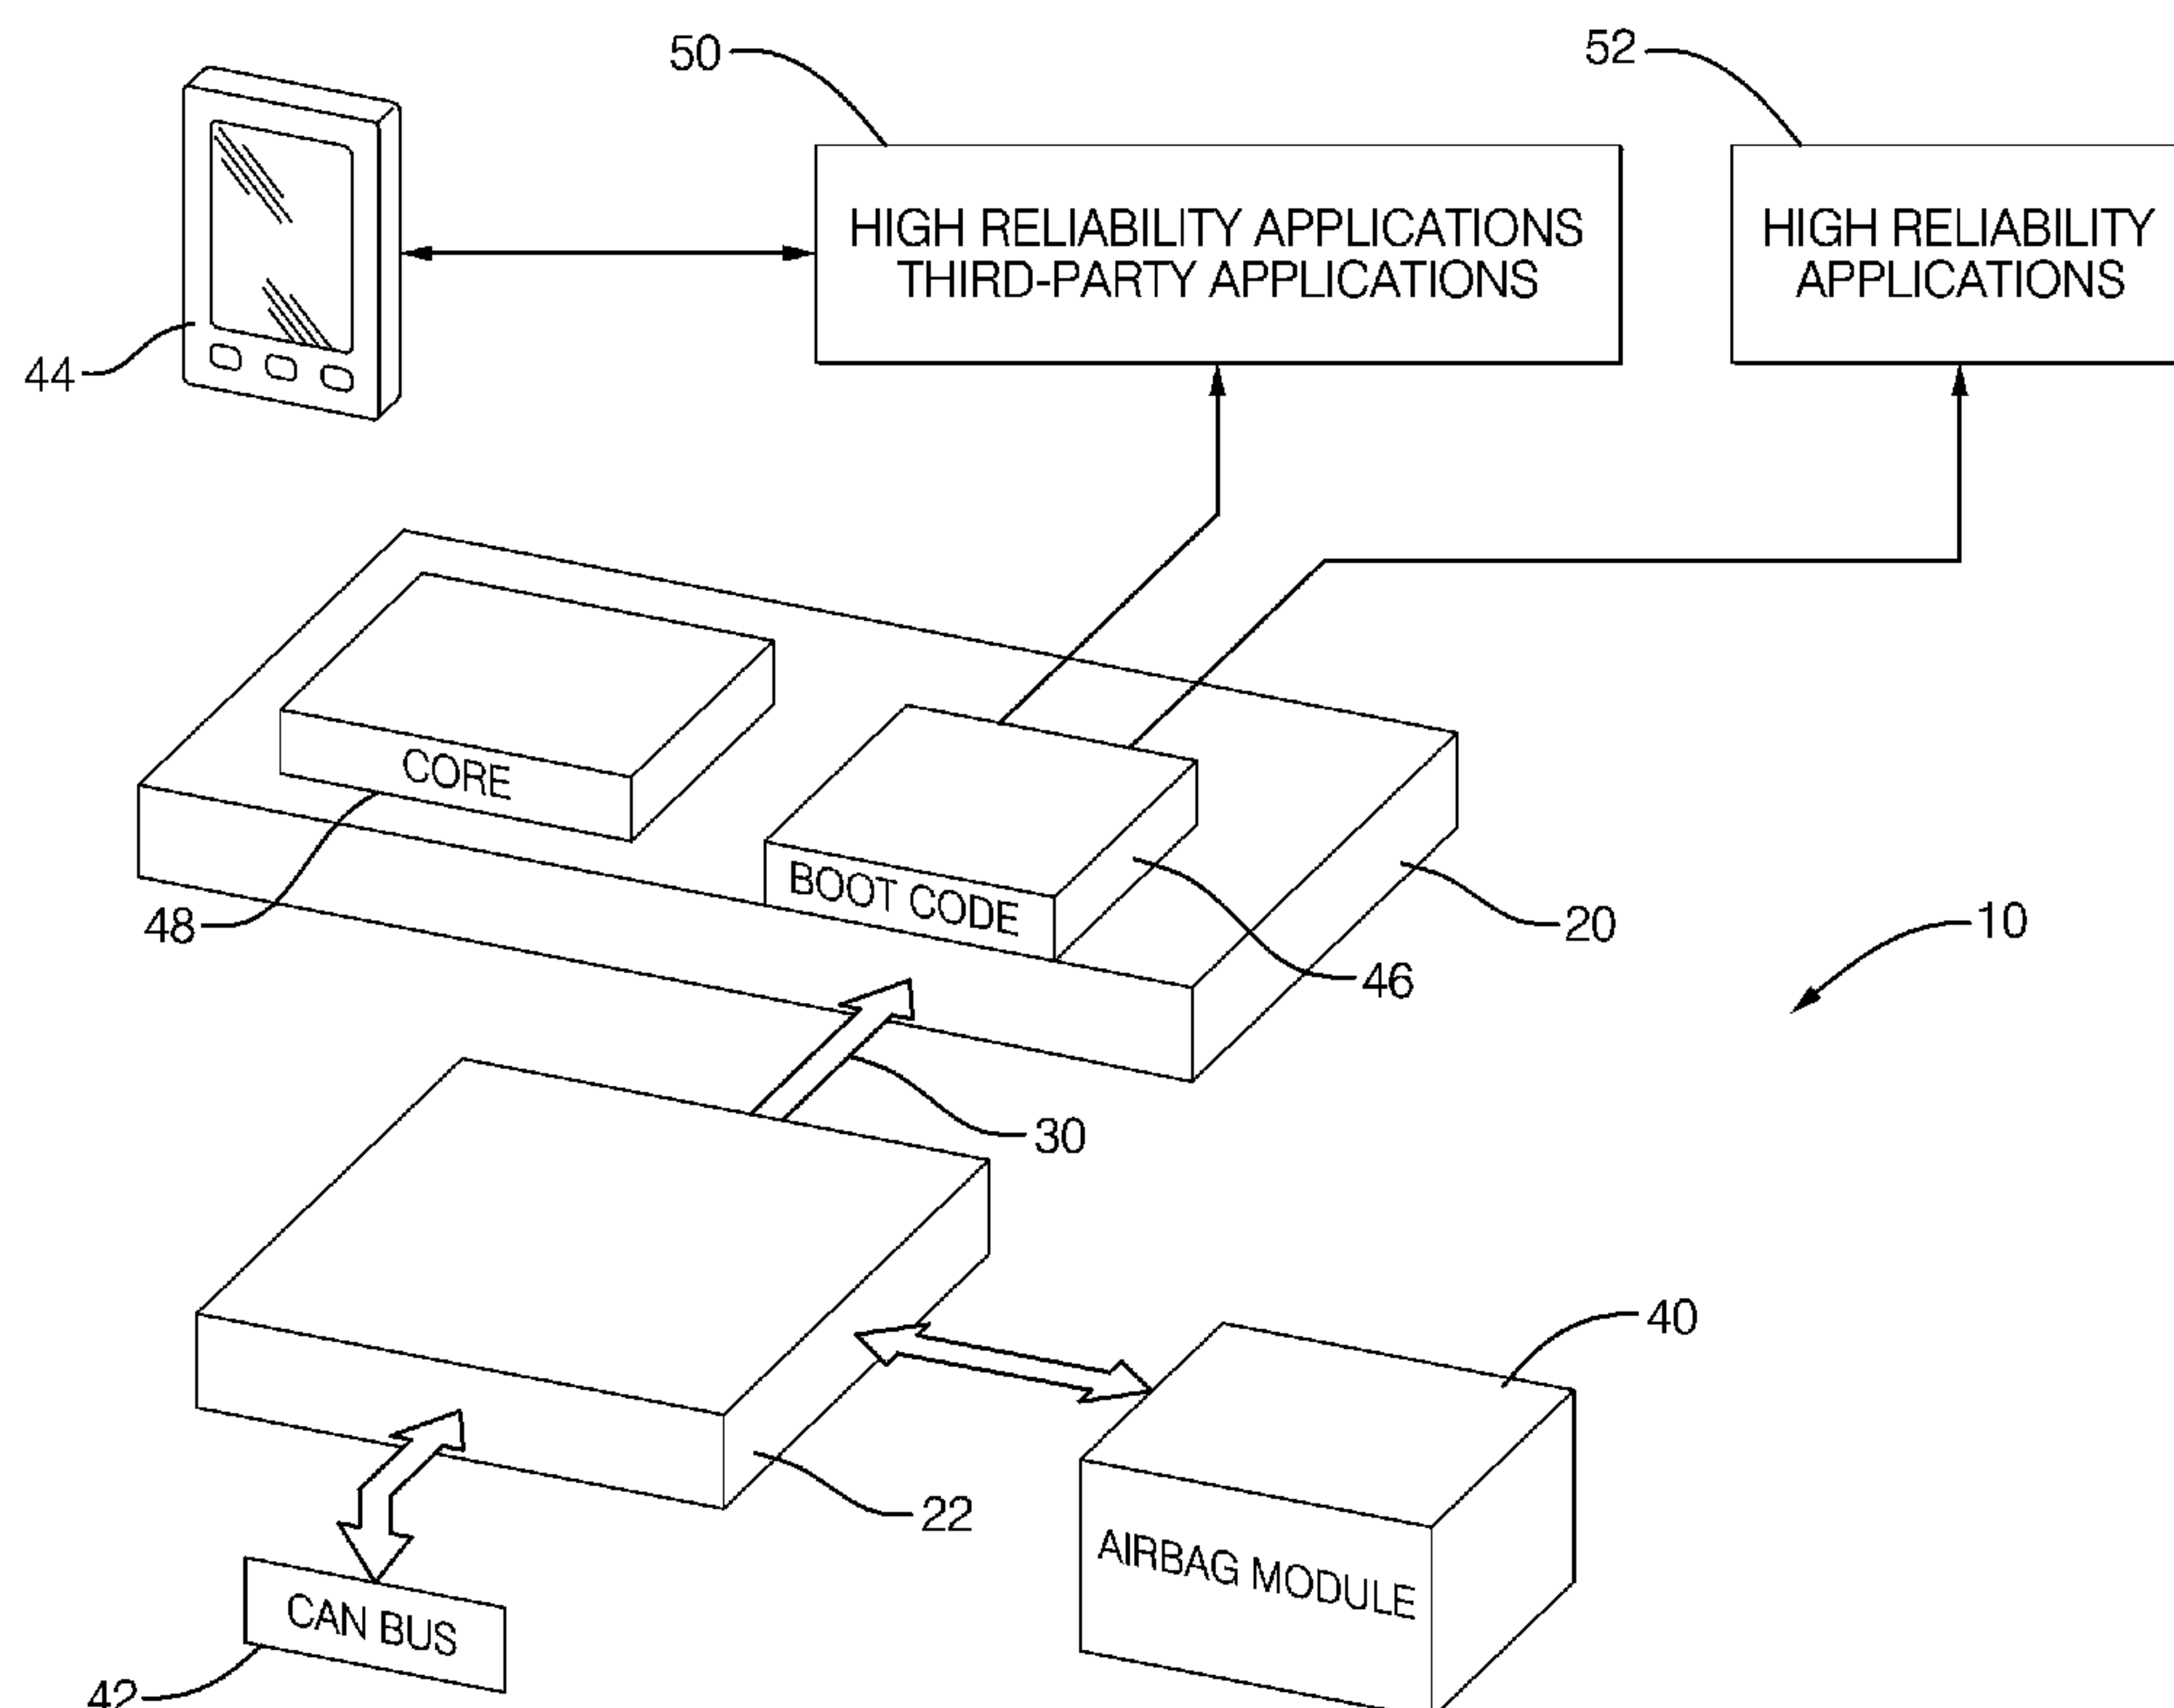 50
52
HIGH RELIABILITY APPLICATIONS
THIRD-PARTY APPLICATIONS
HIGH RELIABILITY
APPLICATIONS
44
CORE
BOOT CODE
48
20
10
46
30
40
22
AIRBAG MODULE
CAN BUS
42